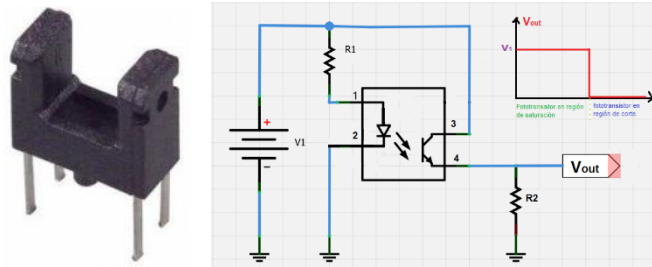 R1
1
2
3
4
+
V1
−
Vout
R2
Vout
V1
Fototransistor en región
de saturación
fototransistor en
región de corte.